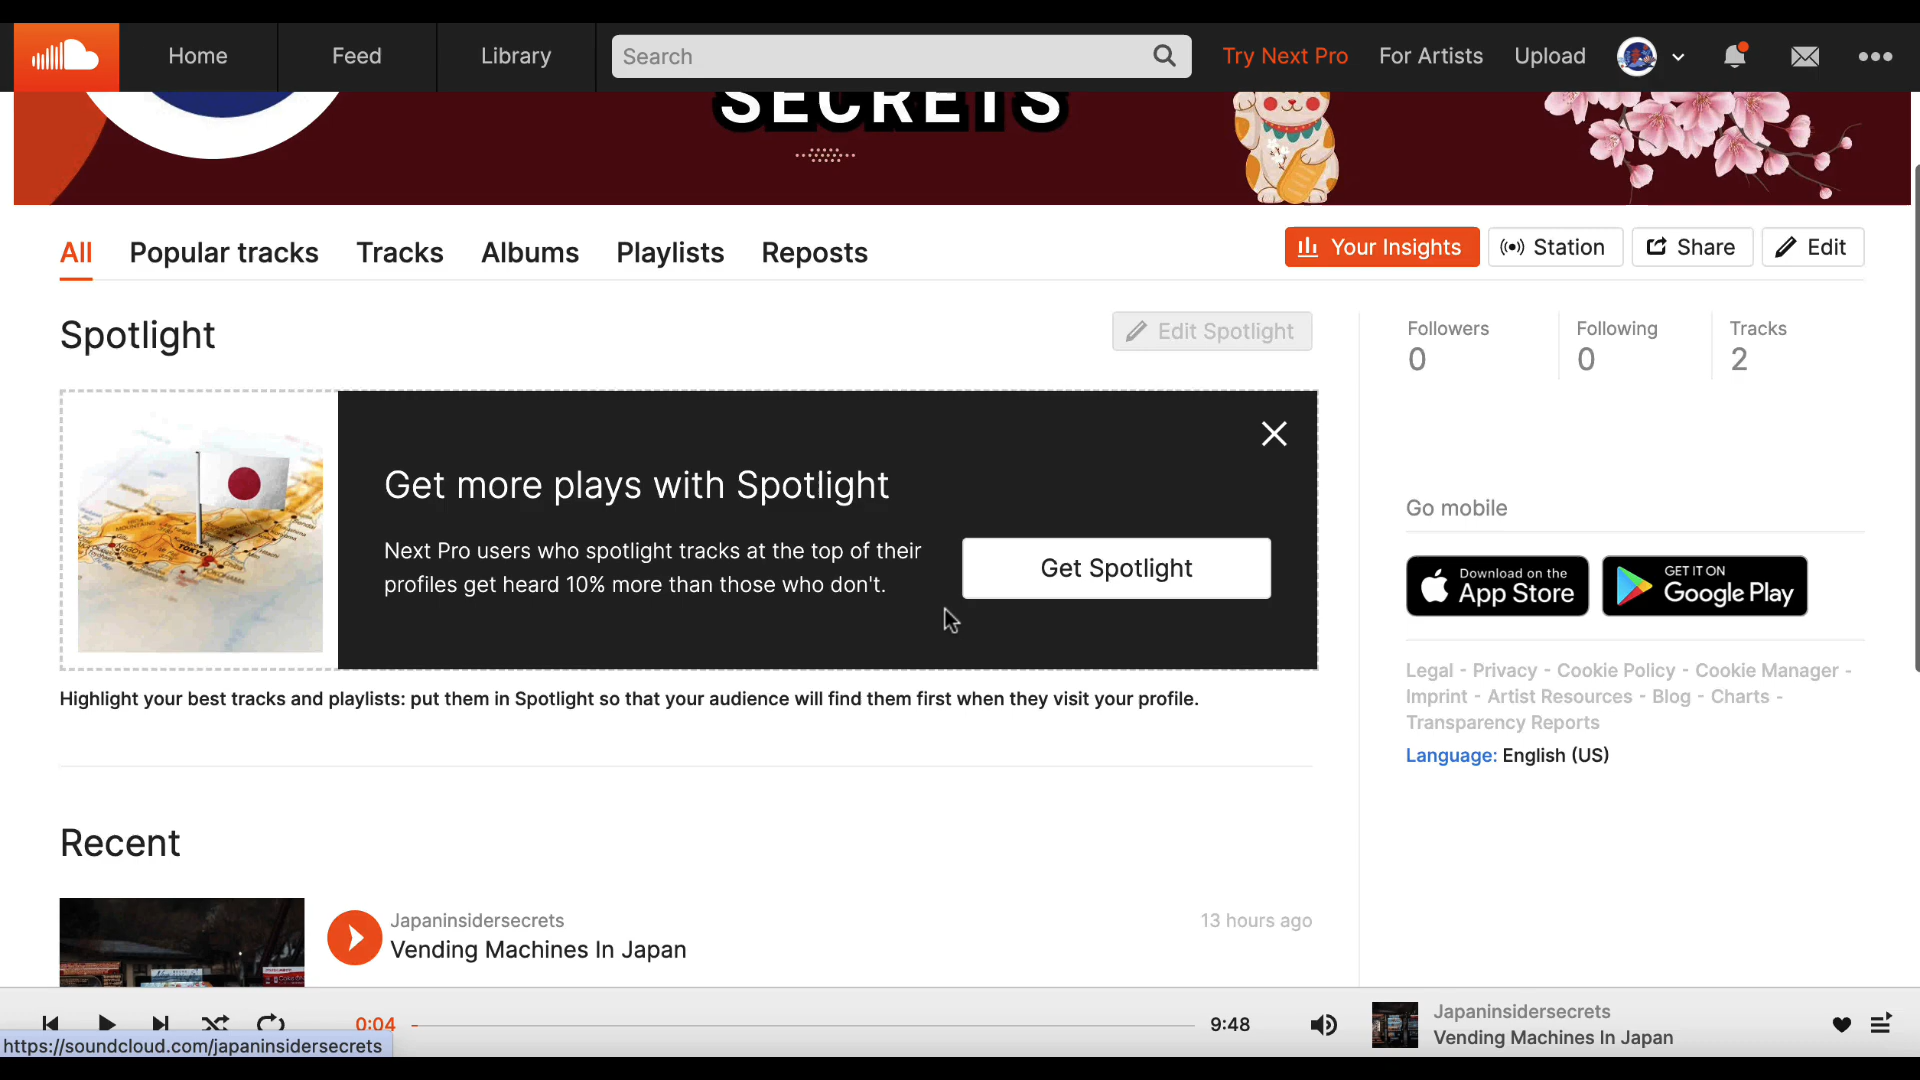 Home
Feed
Library
Search
Try Next Pro
For Artists
Upload
SECRETS
All
Popular tracks
Tracks
Albums
Playlists
Reposts
Your Insights
Station
Share
Edit
Spotlight
Edit Spotlight
Followers
0
Following
0
Tracks
2
Get more plays with Spotlight
Next Pro users who spotlight tracks at the top of their
profiles get heard 10% more than those who don't.
Get Spotlight
NAGOYA
TOKYO
Highlight your best tracks and playlists: put them in Spotlight so that your audience will find them first when they visit your profile.
Go mobile
Download on the
App Store
GET IT ON
Google Play
Legal - Privacy - Cookie Policy - Cookie Manager -
Imprint - Artist Resources - Blog - Charts -
Transparency Reports
Language: English (US)
Recent
Japaninsidersecrets
13 hours ago
Vending Machines In Japan
0:04
9:48
Japaninsidersecrets
Vending Machines In Japan
https://soundcloud.com/japaninsidersecrets